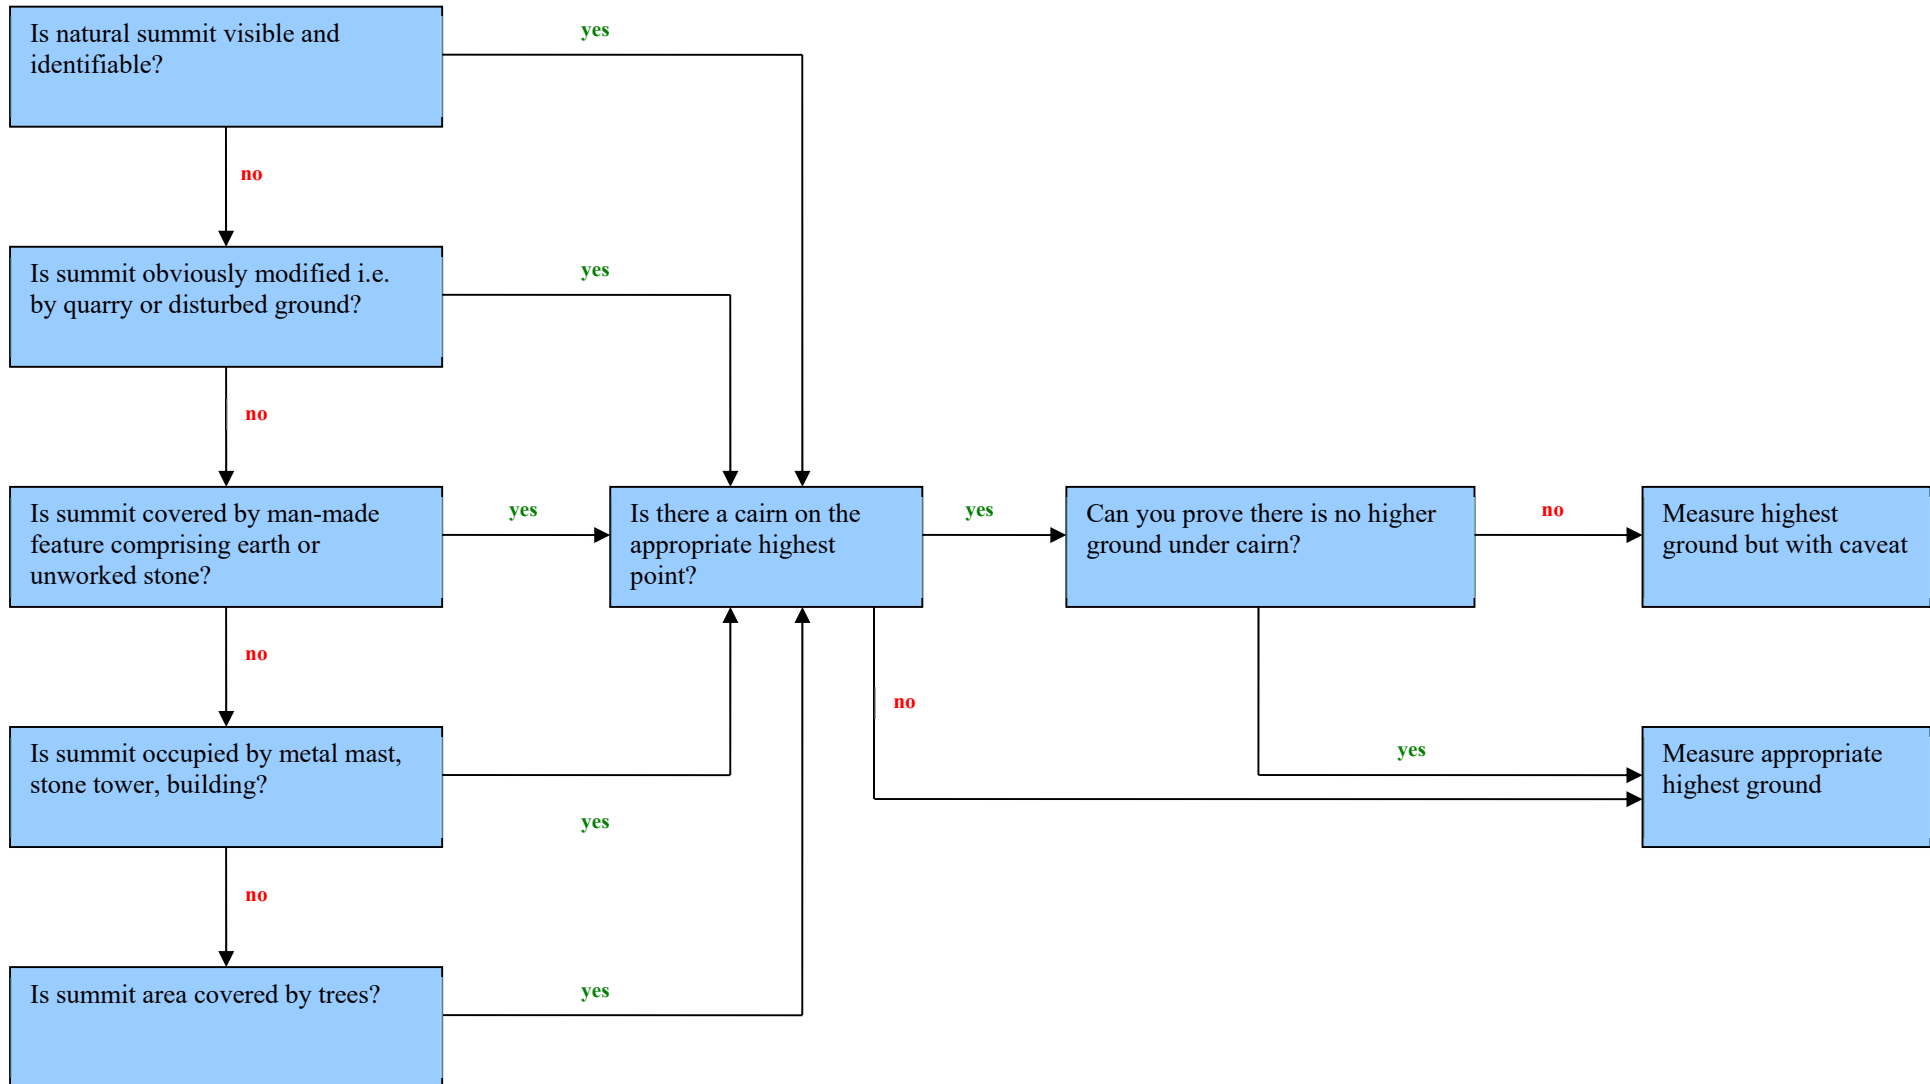 Is natural summit visible and
identifiable?
yes
no
Is summit obviously modified i.e.
by quarry or disturbed ground?
yes
no
Is summit covered by man-made
feature comprising earth or
unworked stone?
yes
Is there a cairn on the
appropriate highest
point?
yes
Can you prove there is no higher
ground under cairn?
no
Measure highest
ground but with caveat
no
no
Is summit occupied by metal mast,
stone tower, building?
yes
yes
Measure appropriate
highest ground
no
Is summit area covered by trees?
yes